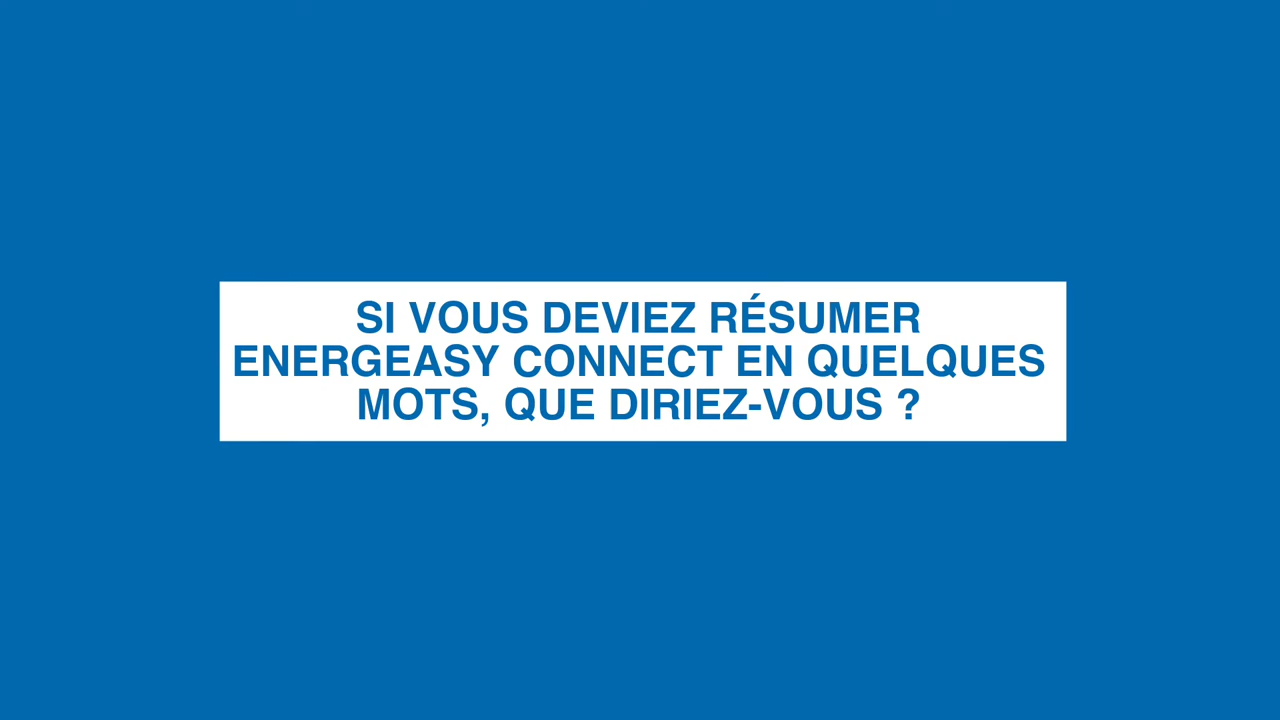 SI VOUS DEVIEZ RÉSUMER
ENERGEASY CONNECT EN QUELQUES
MOTS, QUE DIRIEZ-VOUS ?